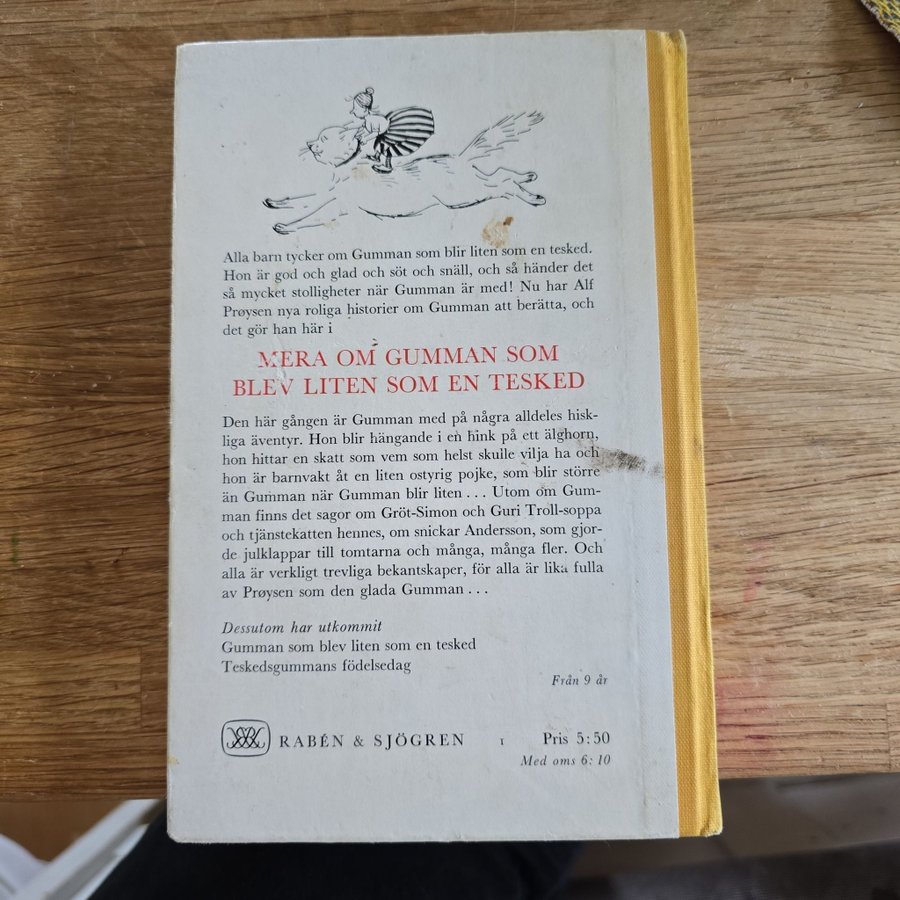 Alla barn tycker om Gumman som blir liten som en tesked.
Hon är god och glad och söt och snäll, och så händer det
så mycket stolligheter när Gumman är med! Nu har Alf
Prøysen nya roliga historier om Gumman att berätta, och
det gör han här i
MERA OM GUMMAN SOM
BLEV LITEN SOM EN TESKED
Den här gången är Gumman med på några alldeles hisk-
liga äventyr. Hon blir hängande i en hink på ett älghorn,
hon hittar en skatt som vem som helst skulle vilja ha och
hon är barnvakt åt en liten ostyrig pojke, som blir större
än Gumman när Gumman blir liten . . . Utom om Gum-
man finns det sagor om Gröt-Simon och Guri Troll-soppa
och tjänstekatten hennes, om snickar Andersson, som gjor-
de julklappar till tomtarna och många, många fler. Och
alla är verkligt trevliga bekantskaper, för alla är lika fulla
av Prøysen som den glada Gumman . . .
Dessutom har utkommit
Gumman som blev liten som en tesked
Teskedsgummans födelsedag
Från 9 år
RABÉN & SJÖGREN 1 Pris 5:50
Med oms 6:10